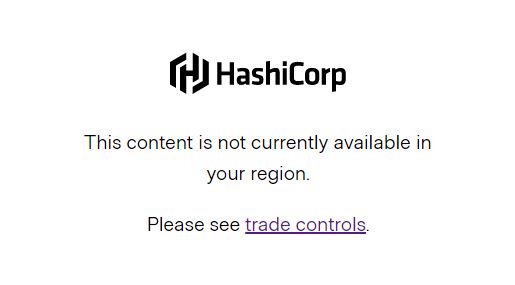 HashiCorp
This content is not currently available in
your region.
Please see trade controls.